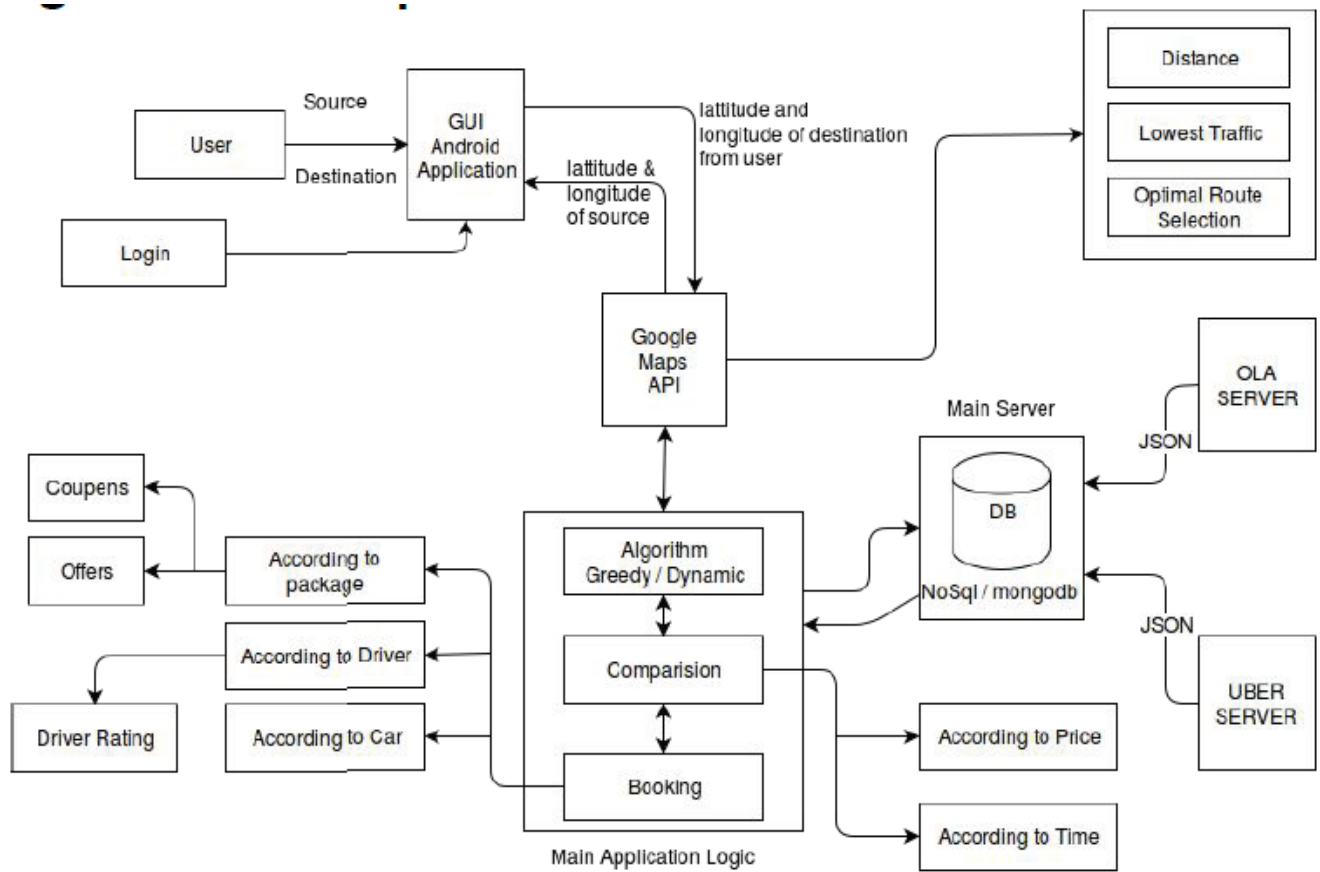 Distance
Lowest Traffic
Optimal Route
Selection
User
Source
Destination
GUI
Android
Application
lattitude and
longitude of destination
from user
lattitude &
longitude
of source
Login
Google
Maps
API
OLA
SERVER
JSON
Main Server
DB
NoSql / mongodb
JSON
UBER
SERVER
Coupens
Offers
According to
package
According to Driver
Driver Rating
According to Car
Algorithm
Greedy / Dynamic
Comparision
Booking
Main Application Logic
According to Price
According to Time